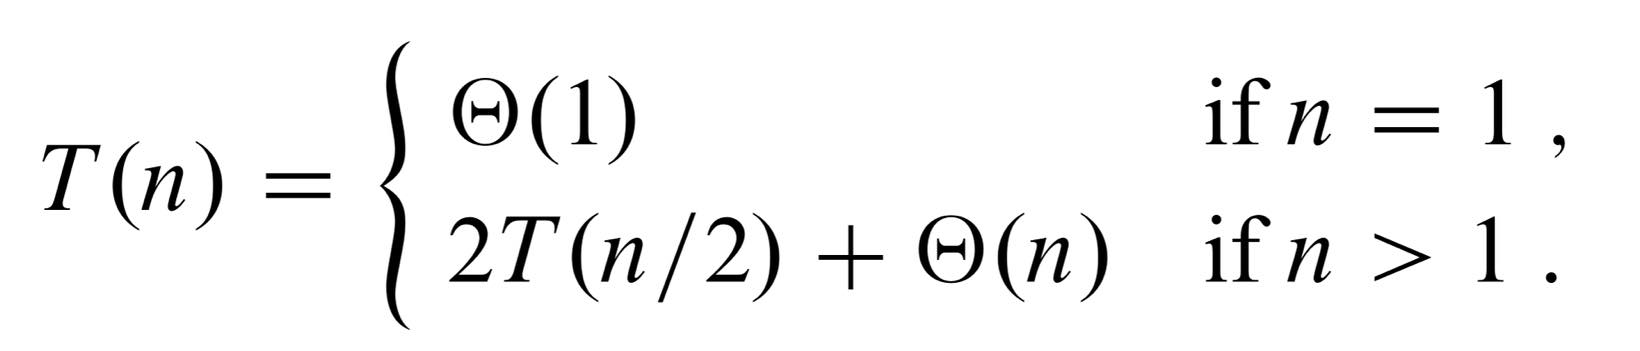 T(n) = { Θ(1) if n = 1 ,
2T(n/2) + Θ(n) if n > 1 .